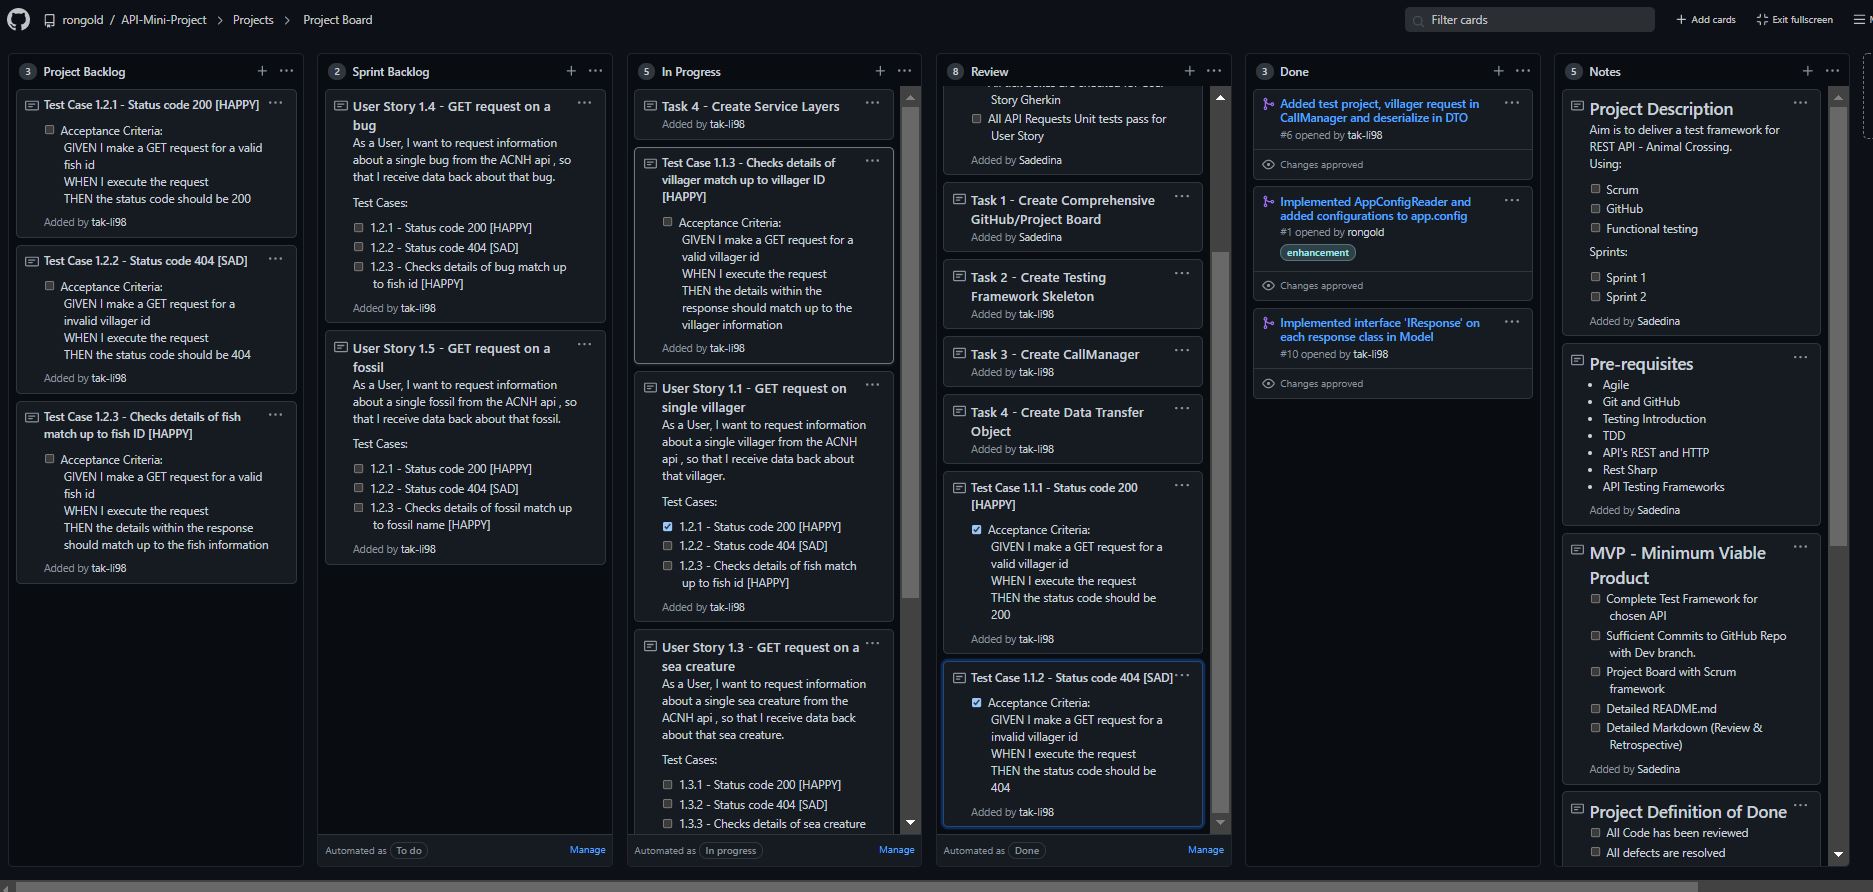 rongold / API-Mini-Project > Projects > Project Board
Filter cards
+ Add cards
Exit fullscreen
3 Project Backlog
Test Case 1.2.1 - Status code 200 [HAPPY]
Acceptance Criteria:
GIVEN I make a GET request for a valid
fish id
WHEN I execute the request
THEN the status code should be 200
Added by tak-li98
Test Case 1.2.2 - Status code 404 [SAD]
Acceptance Criteria:
GIVEN I make a GET request for a
invalid villager id
WHEN I execute the request
THEN the status code should be 404
Added by tak-li98
Test Case 1.2.3 - Checks details of fish
match up to fish ID [HAPPY]
Acceptance Criteria:
GIVEN I make a GET request for a valid
fish id
WHEN I execute the request
THEN the details within the response
should match up to the fish information
Added by tak-li98
2 Sprint Backlog
User Story 1.4 - GET request on a
bug
As a User, I want to request information
about a single bug from the ACNH api , so
that I receive data back about that bug.
Test Cases:
1.2.1 - Status code 200 [HAPPY]
1.2.2 - Status code 404 [SAD]
1.2.3 - Checks details of bug match up
to fish id [HAPPY]
Added by tak-li98
User Story 1.5 - GET request on a
fossil
As a User, I want to request information
about a single fossil from the ACNH api , so
that I receive data back about that fossil.
Test Cases:
1.2.1 - Status code 200 [HAPPY]
1.2.2 - Status code 404 [SAD]
1.2.3 - Checks details of fossil match up
to fossil name [HAPPY]
Added by tak-li98
Automated as To do
Manage
5 In Progress
Task 4 - Create Service Layers
Added by tak-li98
Test Case 1.1.3 - Checks details of
villager match up to villager ID
[HAPPY]
Acceptance Criteria:
GIVEN I make a GET request for a
valid villager id
WHEN I execute the request
THEN the details within the
response should match up to the
villager information
Added by tak-li98
User Story 1.1 - GET request on
single villager
As a User, I want to request information
about a single villager from the ACNH
api , so that I receive data back about
that villager.
Test Cases:
1.2.1 - Status code 200 [HAPPY]
1.2.2 - Status code 404 [SAD]
1.2.3 - Checks details of fish match
up to fish id [HAPPY]
Added by tak-li98
User Story 1.3 - GET request on a
sea creature
As a User, I want to request information
about a single sea creature from the
ACNH api , so that I receive data back
about that sea creature.
Test Cases:
1.3.1 - Status code 200 [HAPPY]
1.3.2 - Status code 404 [SAD]
1.3.3 - Checks details of sea creature
Automated as In progress
Manage
8 Review
Story Gherkin
All API Requests Unit tests pass for
User Story
Added by Sadedina
Task 1 - Create Comprehensive
GitHub/Project Board
Added by Sadedina
Task 2 - Create Testing
Framework Skeleton
Added by tak-li98
Task 3 - Create CallManager
Added by tak-li98
Task 4 - Create Data Transfer
Object
Added by tak-li98
Test Case 1.1.1 - Status code 200
[HAPPY]
Acceptance Criteria:
GIVEN I make a GET request for a
valid villager id
WHEN I execute the request
THEN the status code should be
200
Added by tak-li98
Test Case 1.1.2 - Status code 404 [SAD]
Acceptance Criteria:
GIVEN I make a GET request for a
invalid villager id
WHEN I execute the request
THEN the status code should be
404
Added by tak-li98
Automated as Done
Manage
3 Done
Added test project, villager request in
CallManager and deserialize in DTO
#6 opened by tak-li98
Changes approved
Implemented AppConfigReader and
added configurations to app.config
#1 opened by rongold
enhancement
Changes approved
Implemented interface 'IResponse' on
each response class in Model
#10 opened by tak-li98
Changes approved
5 Notes
Project Description
Aim is to deliver a test framework for
REST API - Animal Crossing.
Using:
Scrum
GitHub
Functional testing
Sprints:
Sprint 1
Sprint 2
Added by Sadedina
Pre-requisites
• Agile
• Git and GitHub
• Testing Introduction
• TDD
• API's REST and HTTP
• Rest Sharp
• API Testing Frameworks
Added by Sadedina
MVP - Minimum Viable
Product
Complete Test Framework for
chosen API
Sufficient Commits to GitHub Repo
with Dev branch.
Project Board with Scrum
framework
Detailed README.md
Detailed Markdown (Review &
Retrospective)
Added by Sadedina
Project Definition of Done
All Code has been reviewed
All defects are resolved